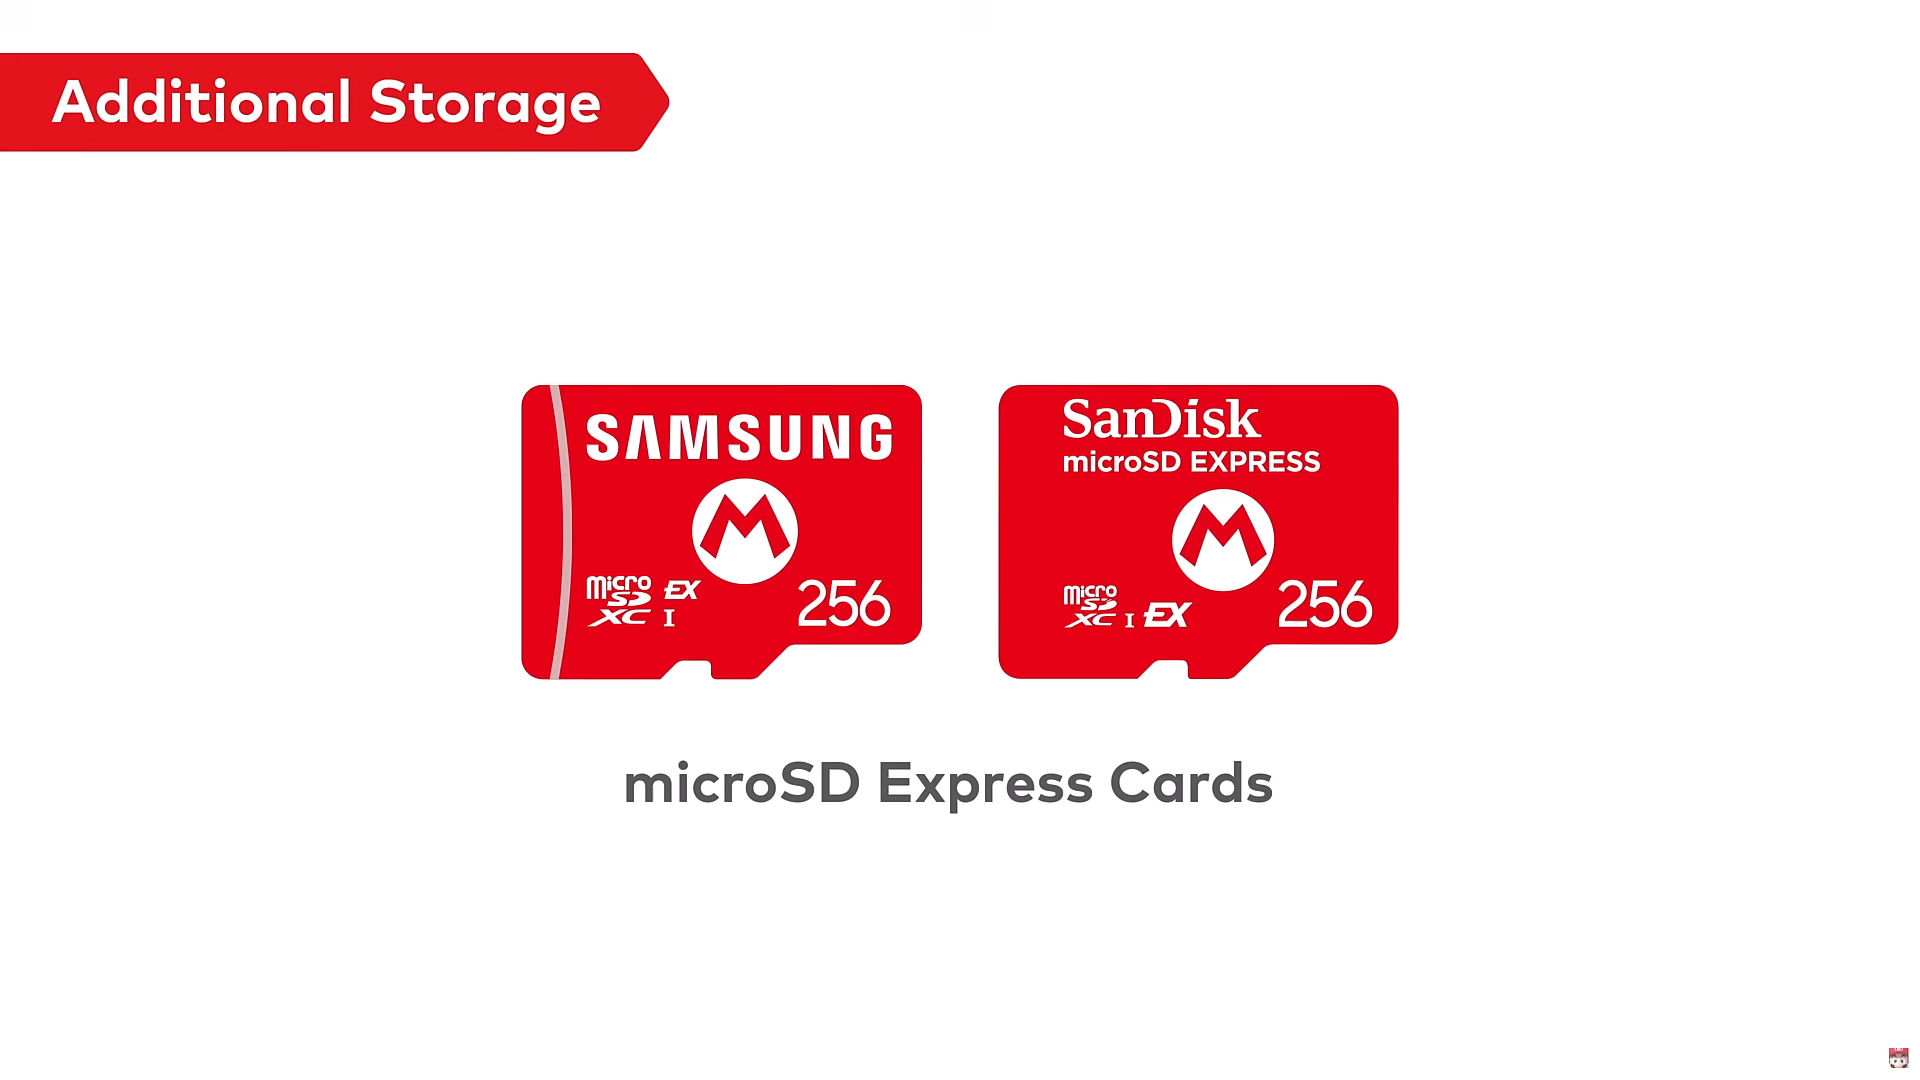 Additional Storage
SAMSUNG
M
micro
SD
XC I
EX
256
SanDisk
microSD EXPRESS
M
micro
SD
XC I EX
256
microSD Express Cards